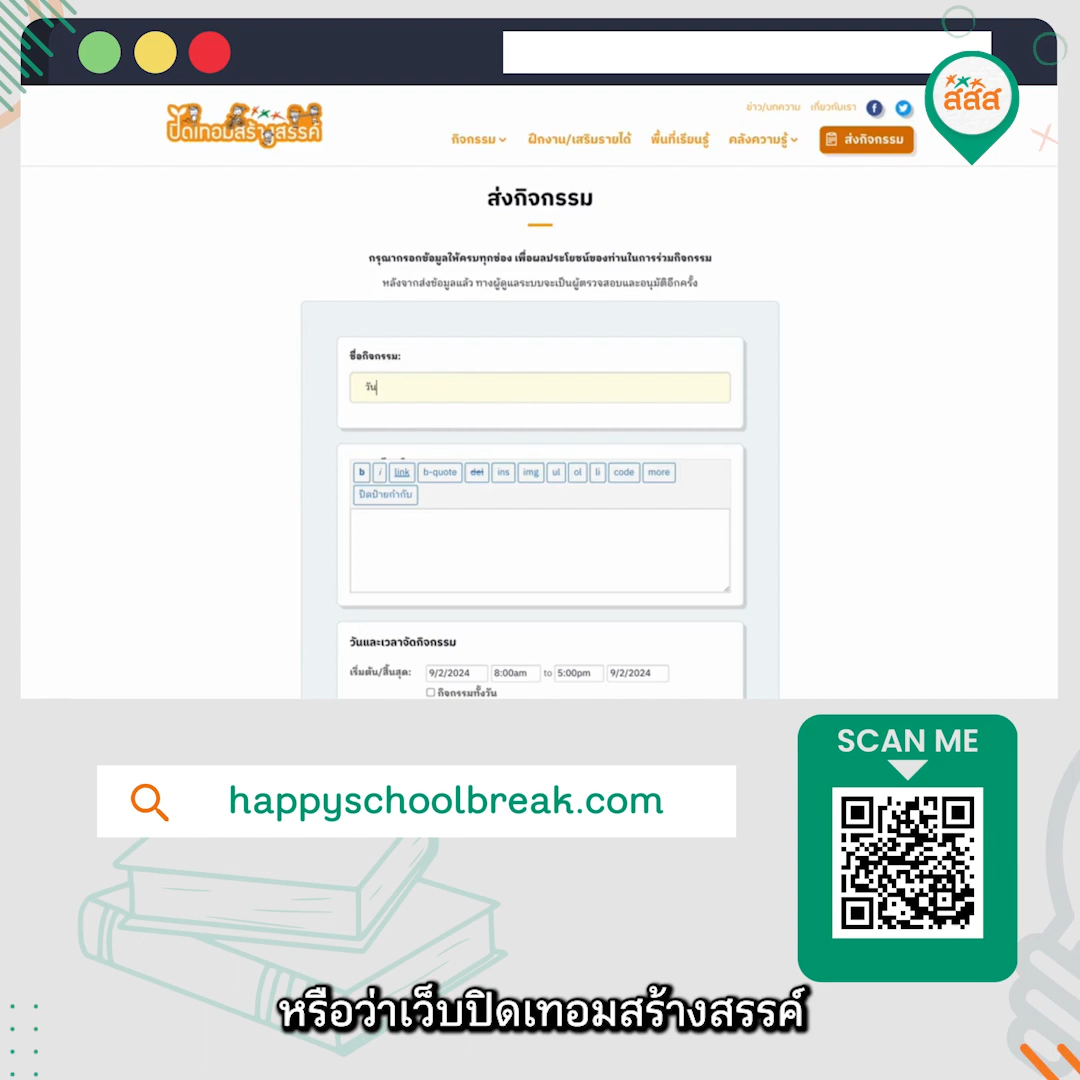 สสส
ปิดเทอมสร้างสรรค์
ข่าว/บทความ เกี่ยวกับเรา
กิจกรรม ฝึกงาน/เสริมรายได้ พื้นที่เรียนรู้ คลังความรู้ ส่งกิจกรรม
ส่งกิจกรรม
กรุณากรอกข้อมูลให้ครบทุกช่อง เพื่อผลประโยชน์ของท่านในการร่วมกิจกรรม
หลังจากส่งข้อมูลแล้ว ทางผู้ดูแลระบบจะเป็นผู้ตรวจสอบและอนุมัติอีกครั้ง
ชื่อกิจกรรม:
วัน
b i link b-quote del ins img ul ol li code more
ปิดป้ายกำกับ
วันและเวลาจัดกิจกรรม
เริ่มต้น/สิ้นสุด: 9/2/2024 8:00am to 5:00pm 9/2/2024
กิจกรรมทั้งวัน
SCAN ME
happyschoolbreak.com
หรือว่าเว็บปิดเทอมสร้างสรรค์